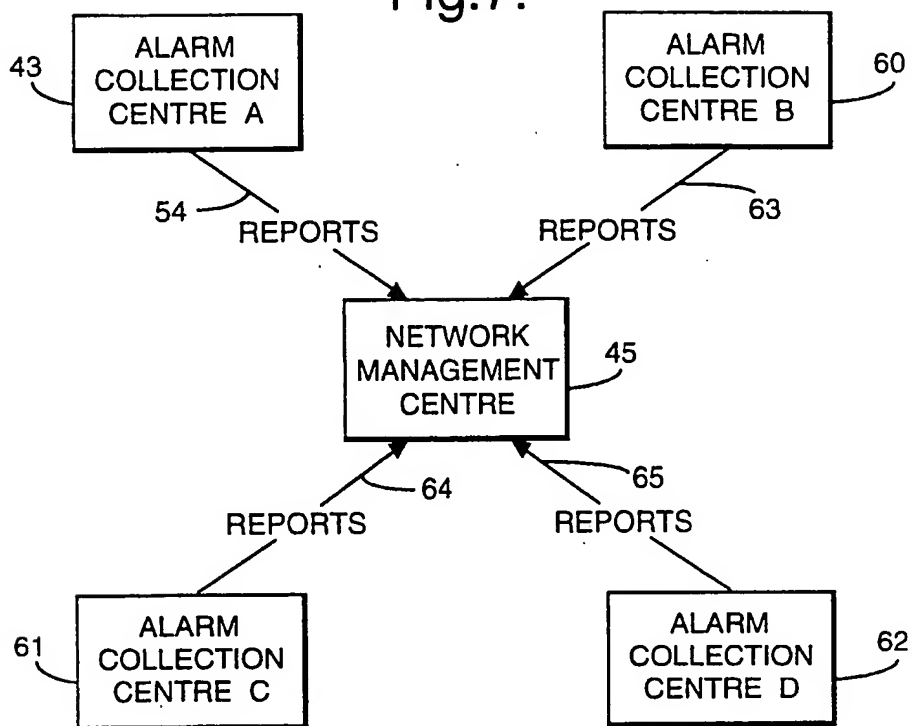 Fig.7.
43
ALARM
COLLECTION
CENTRE A
ALARM
COLLECTION
CENTRE B
60
54
REPORTS
REPORTS
63
NETWORK
MANAGEMENT
CENTRE
45
64
REPORTS
65
REPORTS
61
ALARM
COLLECTION
CENTRE C
ALARM
COLLECTION
CENTRE D
62